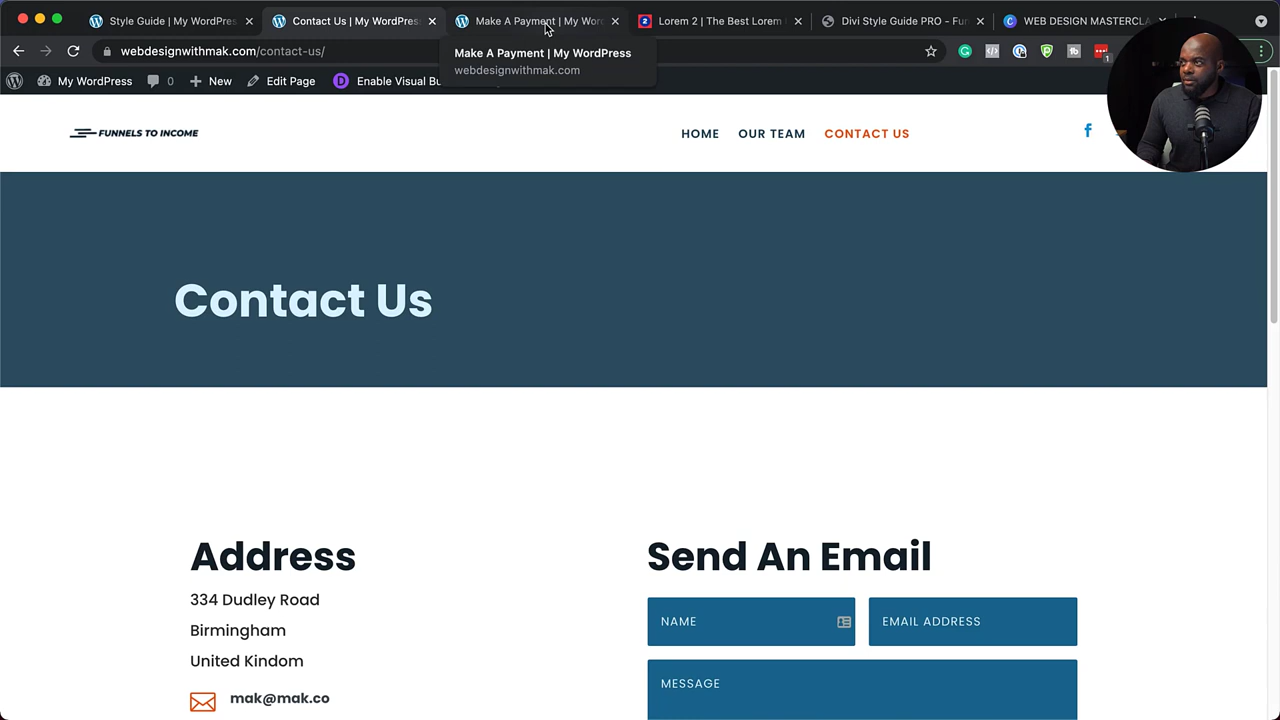 Style Guide | My WordPress
Contact Us | My WordPress
Make A Payment | My Wor
Lorem 2 | The Best Lorem
Divi Style Guide PRO - Fun
WEB DESIGN MASTERCLA
webdesignwithmak.com/contact-us/
Make A Payment | My WordPress
webdesignwithmak.com
1
My WordPress
0
New
Edit Page
Enable Visual Bu
FUNNELS TO INCOME
HOME
OUR TEAM
CONTACT US
Contact Us
Address
334 Dudley Road
Birmingham
United Kindom
mak@mak.co
Send An Email
NAME
EMAIL ADDRESS
MESSAGE